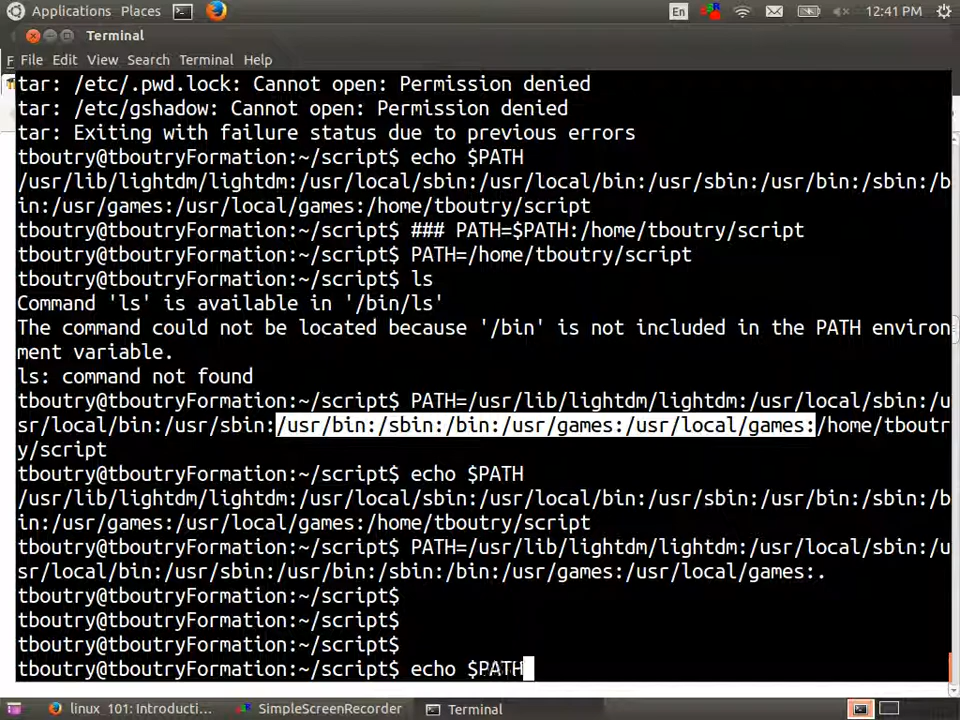 Applications Places En 12:41 PM
Terminal
File Edit View Search Terminal Help
tar: /etc/.pwd.lock: Cannot open: Permission denied
tar: /etc/gshadow: Cannot open: Permission denied
tar: Exiting with failure status due to previous errors
tboutry@tboutryFormation:~/script$ echo $PATH
/usr/lib/lightdm/lightdm:/usr/local/sbin:/usr/local/bin:/usr/sbin:/usr/bin:/sbin:/b
in:/usr/games:/usr/local/games:/home/tboutry/script
tboutry@tboutryFormation:~/script$ ### PATH=$PATH:/home/tboutry/script
tboutry@tboutryFormation:~/script$ PATH=/home/tboutry/script
tboutry@tboutryFormation:~/script$ ls
Command 'ls' is available in '/bin/ls'
The command could not be located because '/bin' is not included in the PATH environ
ment variable.
ls: command not found
tboutry@tboutryFormation:~/script$ PATH=/usr/lib/lightdm/lightdm:/usr/local/sbin:/u
sr/local/bin:/usr/sbin:/usr/bin:/sbin:/bin:/usr/games:/usr/local/games:/home/tboutr
y/script
tboutry@tboutryFormation:~/script$ echo $PATH
/usr/lib/lightdm/lightdm:/usr/local/sbin:/usr/local/bin:/usr/sbin:/usr/bin:/sbin:/b
in:/usr/games:/usr/local/games:/home/tboutry/script
tboutry@tboutryFormation:~/script$ PATH=/usr/lib/lightdm/lightdm:/usr/local/sbin:/u
sr/local/bin:/usr/sbin:/usr/bin:/sbin:/bin:/usr/games:/usr/local/games:.
tboutry@tboutryFormation:~/script$
tboutry@tboutryFormation:~/script$
tboutry@tboutryFormation:~/script$
tboutry@tboutryFormation:~/script$ echo $PATH
linux_101: Introducti... SimpleScreenRecorder Terminal